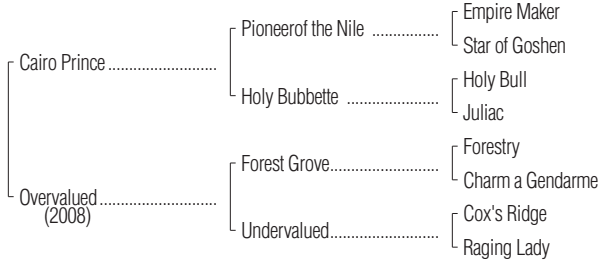 Empire Maker
Pioneerof the Nile ................
Star of Goshen
Cairo Prince ..........................
Holy Bull
Holy Bubbette ......................
Juliac
Forestry
Forest Grove..........................
Charm a Gendarme
Overvalued ............................
(2008)
Cox's Ridge
Undervalued..........................
Raging Lady